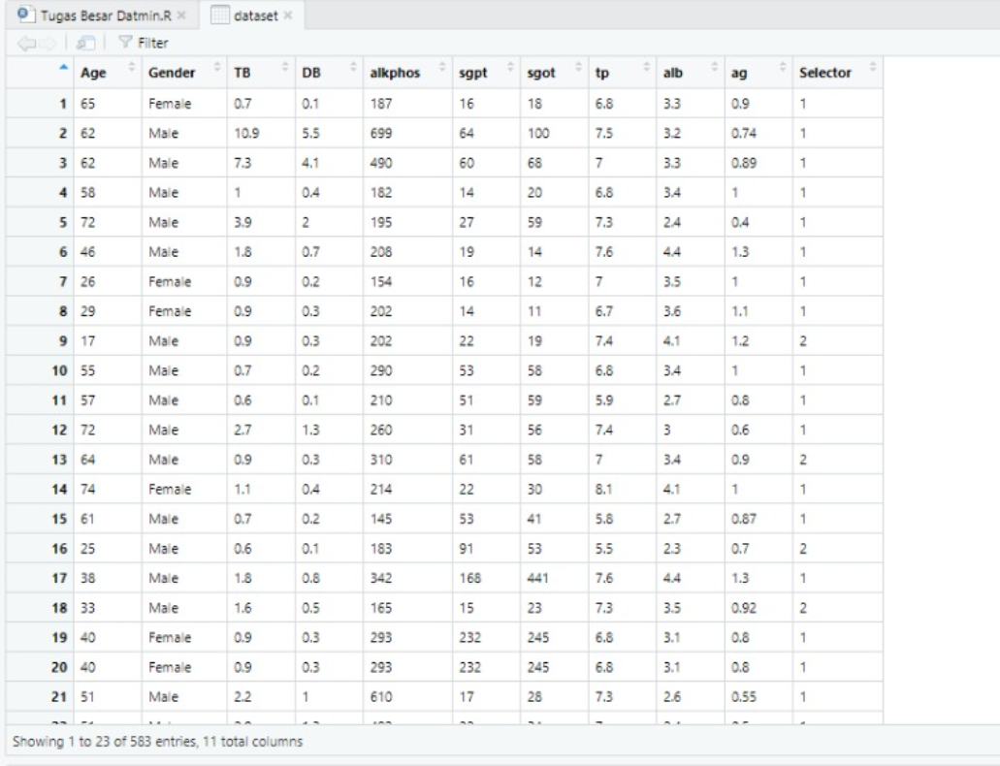 Tugas Besar Datmin.R dataset
Filter
Age Gender TB DB alkphos sgpt sgot tp alb ag Selector
1 65 Female 0.7 0.1 187 16 18 6.8 3.3 0.9 1
2 62 Male 10.9 5.5 699 64 100 7.5 3.2 0.74 1
3 62 Male 7.3 4.1 490 60 68 7 3.3 0.89 1
4 58 Male 1 0.4 182 14 20 6.8 3.4 1 1
5 72 Male 3.9 2 195 27 59 7.3 2.4 0.4 1
6 46 Male 1.8 0.7 208 19 14 7.6 4.4 1.3 1
7 26 Female 0.9 0.2 154 16 12 7 3.5 1 1
8 29 Female 0.9 0.3 202 14 11 6.7 3.6 1.1 1
9 17 Male 0.9 0.3 202 22 19 7.4 4.1 1.2 2
10 55 Male 0.7 0.2 290 53 58 6.8 3.4 1 1
11 57 Male 0.6 0.1 210 51 59 5.9 2.7 0.8 1
12 72 Male 2.7 1.3 260 31 56 7.4 3 0.6 1
13 64 Male 0.9 0.3 310 61 58 7 3.4 0.9 2
14 74 Female 1.1 0.4 214 22 30 8.1 4.1 1 1
15 61 Male 0.7 0.2 145 53 41 5.8 2.7 0.87 1
16 25 Male 0.6 0.1 183 91 53 5.5 2.3 0.7 2
17 38 Male 1.8 0.8 342 168 441 7.6 4.4 1.3 1
18 33 Male 1.6 0.5 165 15 23 7.3 3.5 0.92 2
19 40 Female 0.9 0.3 293 232 245 6.8 3.1 0.8 1
20 40 Female 0.9 0.3 293 232 245 6.8 3.1 0.8 1
21 51 Male 2.2 1 610 17 28 7.3 2.6 0.55 1
Showing 1 to 23 of 583 entries, 11 total columns